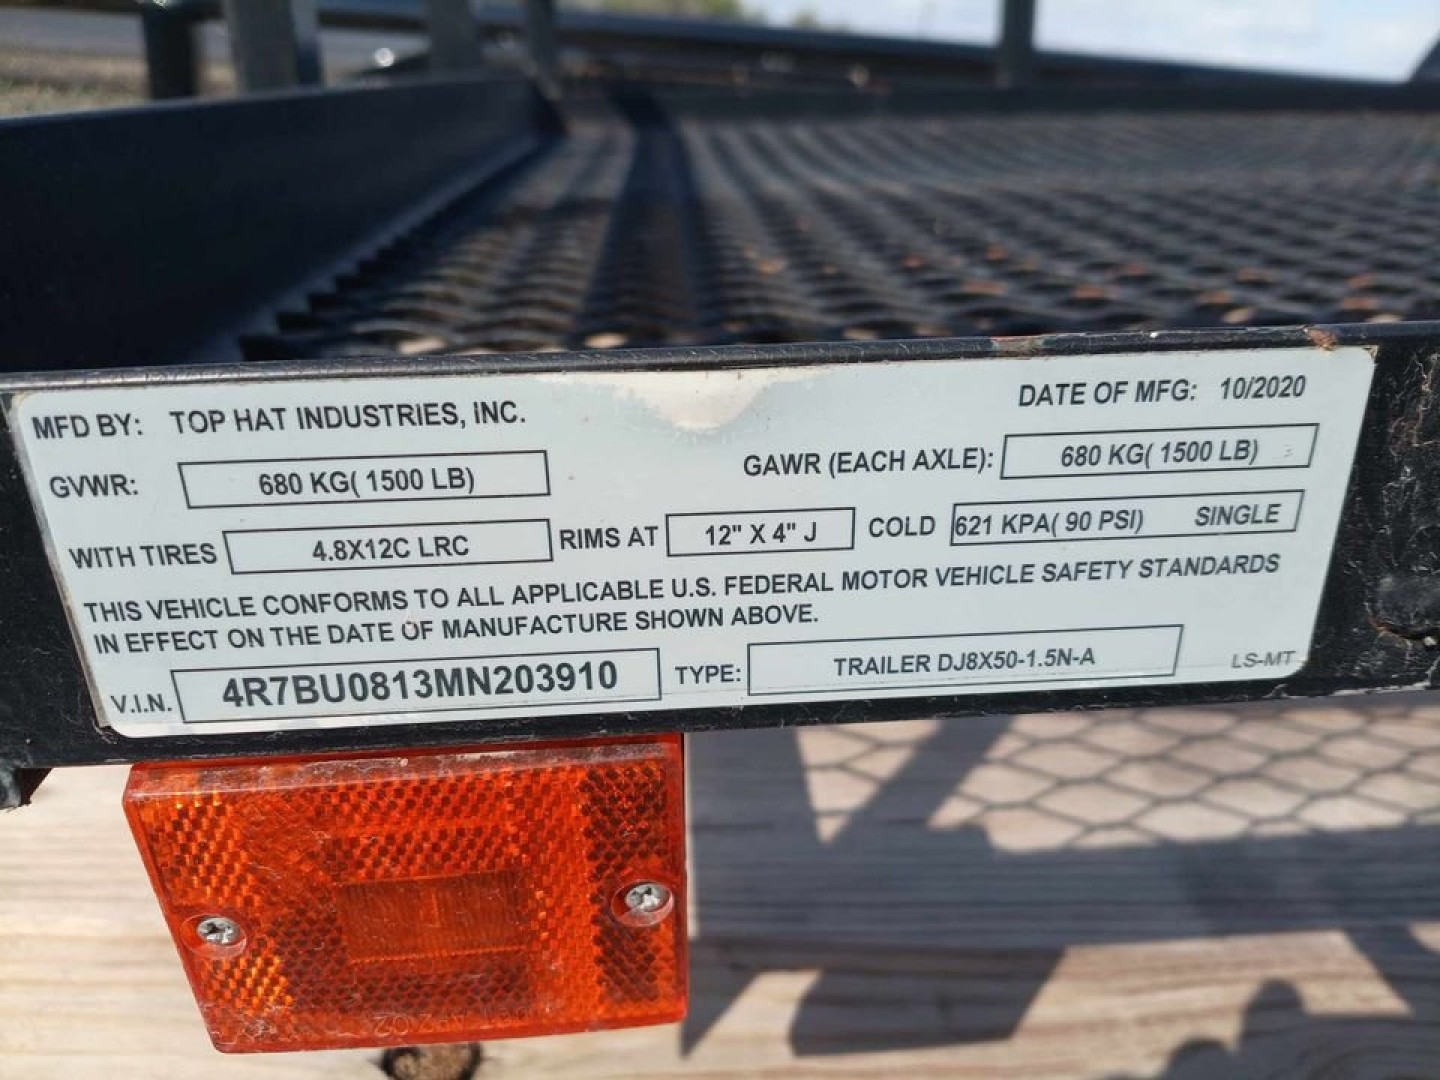 MFD BY: TOP HAT INDUSTRIES, INC. DATE OF MFG: 10/2020
GVWR: 680 KG( 1500 LB) GAWR (EACH AXLE): 680 KG( 1500 LB)
WITH TIRES 4.8X12C LRC RIMS AT 12" X 4" J COLD 621 KPA( 90 PSI) SINGLE
THIS VEHICLE CONFORMS TO ALL APPLICABLE U.S. FEDERAL MOTOR VEHICLE SAFETY STANDARDS
IN EFFECT ON THE DATE OF MANUFACTURE SHOWN ABOVE.
V.I.N. 4R7BU0813MN203910 TYPE: TRAILER DJ8X50-1.5N-A LS-MT